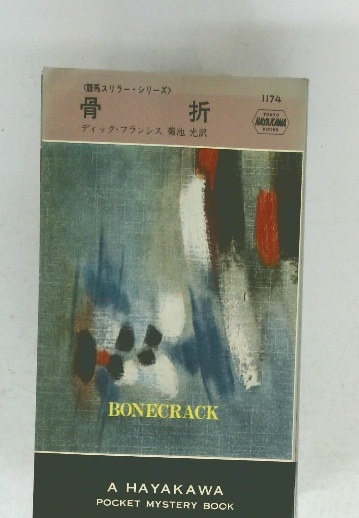 〈競馬スリラー・シリーズ〉
骨折
1174
TOKYO
HAYAKAWA
BOOKS
ディック・フランシス 菊池 光訳
BONECRACK
A HAYAKAWA
POCKET MYSTERY BOOK